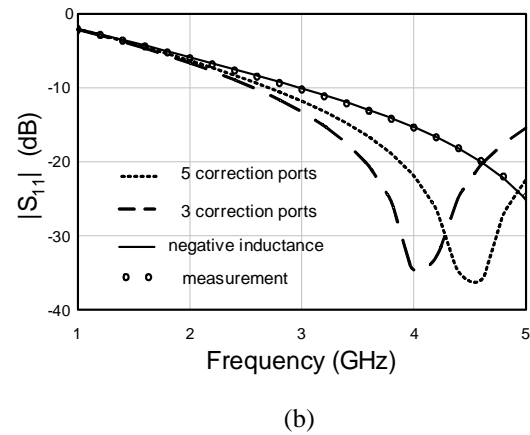 0
-10
-20
-30
-40
|S11| (dB)
5 correction ports
3 correction ports
negative inductance
measurement
1 2 3 4 5
Frequency (GHz)
(b)